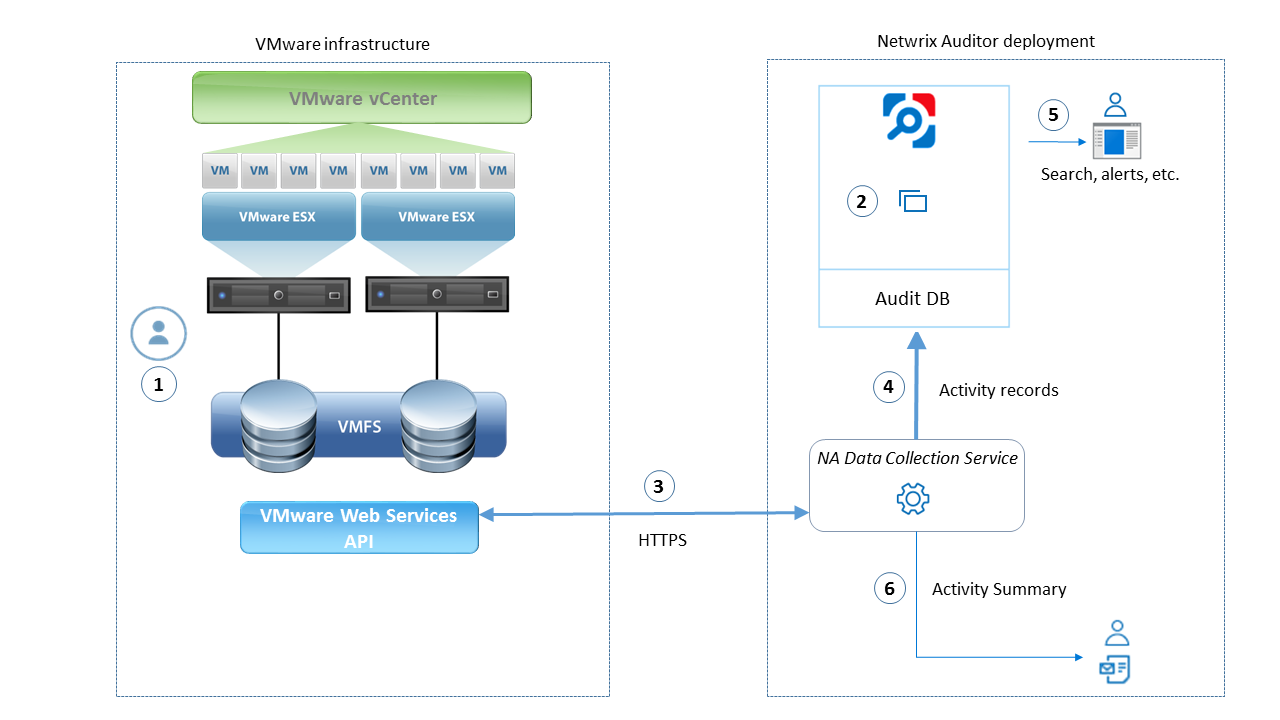 VMware infrastructure
VMware vCenter
VM VM VM VM VM VM VM VM
VMware ESX VMware ESX
1
VMFS
VMware Web Services
API
3
HTTPS
Netwrix Auditor deployment
5
Search, alerts, etc.
2
Audit DB
4
Activity records
NA Data Collection Service
6
Activity Summary